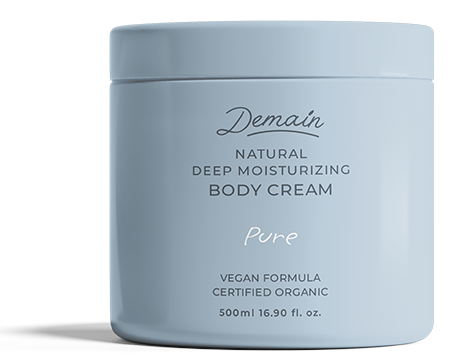 Demain
NATURAL
DEEP MOISTURIZING
BODY CREAM
Pure
VEGAN FORMULA
CERTIFIED ORGANIC
500ml 16.90 fl. oz.